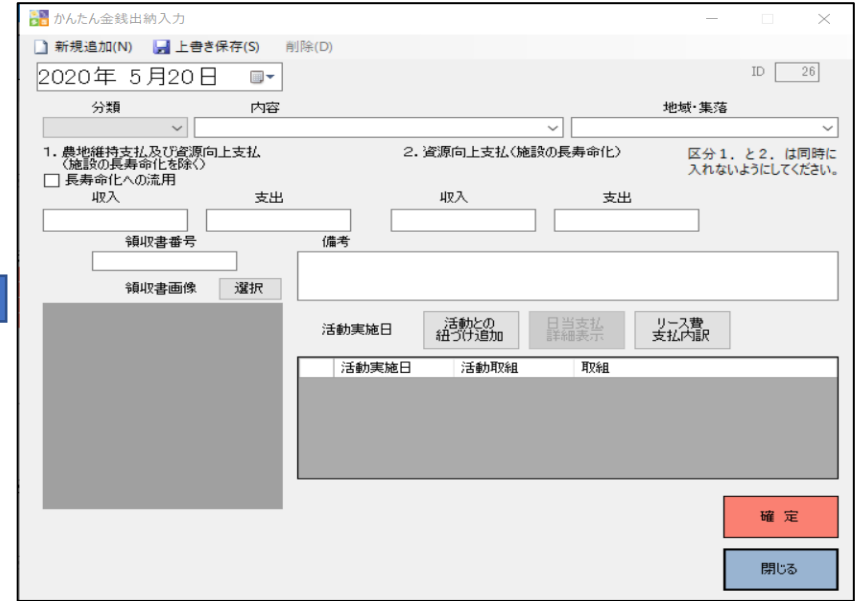 かんたん金銭出納入力
新規追加(N) 上書き保存(S) 削除(D)
2020年 5月20日
ID 26
分類 内容 地域・集落
1. 農地維持支払及び資源向上支払
(施設の長寿命化を除く)
2. 資源向上支払(施設の長寿命化)
区分1. と2. は同時に
入れないようにしてください。
長寿命化への流用
収入 支出 収入 支出
領収書番号 備考
領収書画像 選択
活動実施日
活動との
紐づけ追加
日当支払
詳細表示
リース費
支払内訳
活動実施日 活動取組 取組
確 定
閉じる